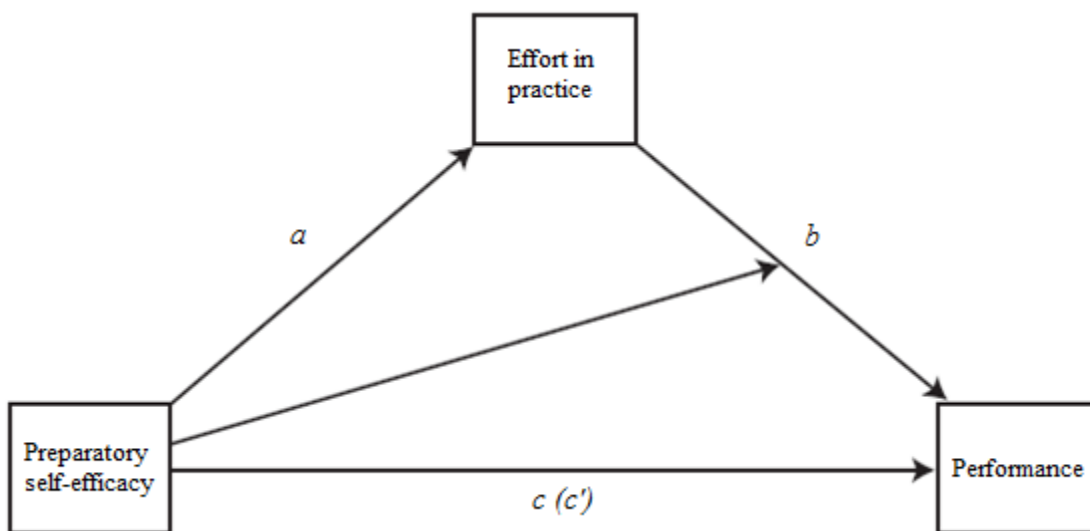 Effort in
practice
a
b
Preparatory
self-efficacy
Performance
c (c')